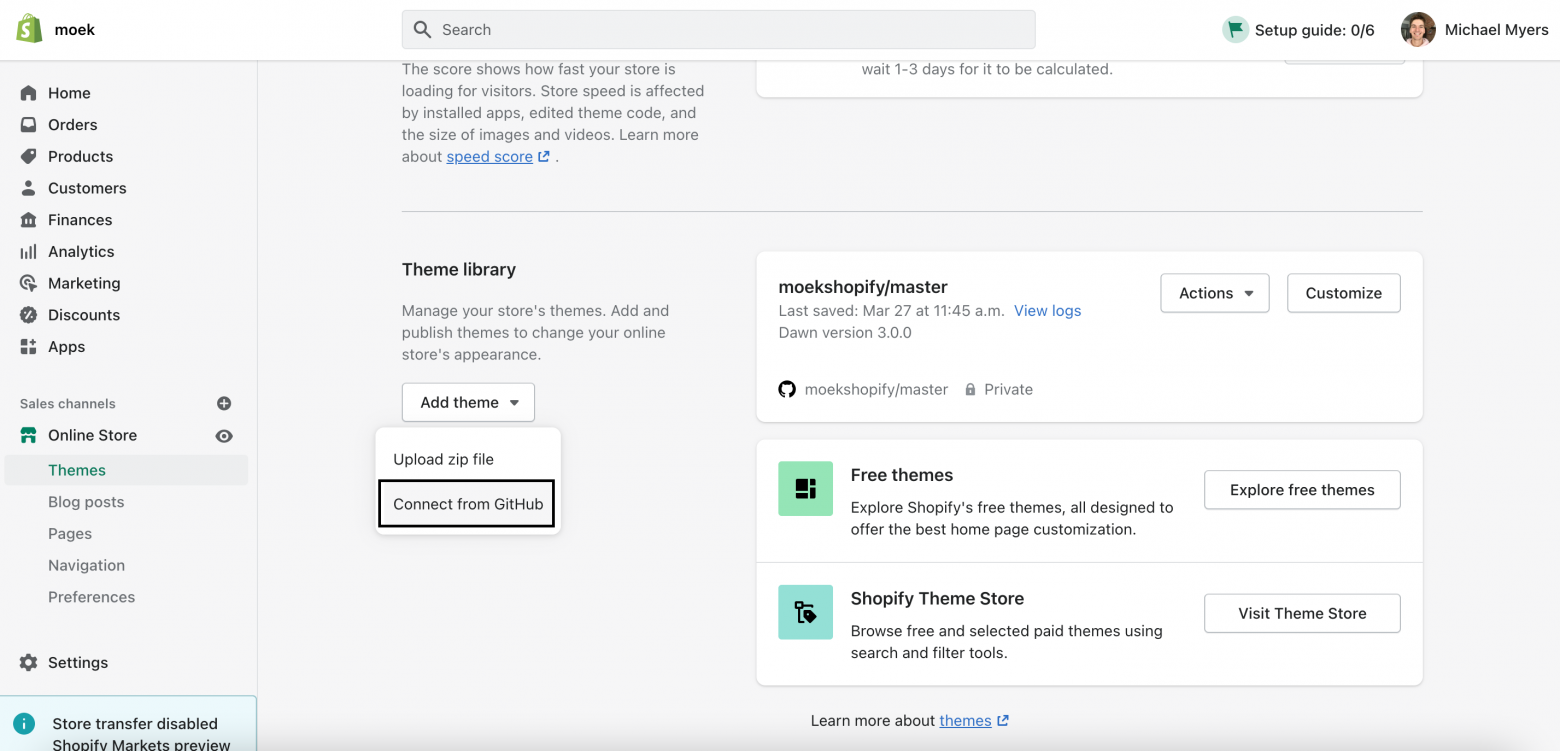 moek
Search
Setup guide: 0/6
Michael Myers
Home
Orders
Products
Customers
Finances
Analytics
Marketing
Discounts
Apps
Sales channels
Online Store
Themes
Blog posts
Pages
Navigation
Preferences
Settings
Store transfer disabled
Shopify Markets preview
The score shows how fast your store is
loading for visitors. Store speed is affected
by installed apps, edited theme code, and
the size of images and videos. Learn more
about speed score .
wait 1-3 days for it to be calculated.
Theme library
Manage your store's themes. Add and
publish themes to change your online
store's appearance.
Add theme
Upload zip file
Connect from GitHub
moekshopify/master
Last saved: Mar 27 at 11:45 a.m. View logs
Dawn version 3.0.0
Actions
Customize
moekshopify/master Private
Free themes
Explore Shopify's free themes, all designed to
offer the best home page customization.
Explore free themes
Shopify Theme Store
Browse free and selected paid themes using
search and filter tools.
Visit Theme Store
Learn more about themes